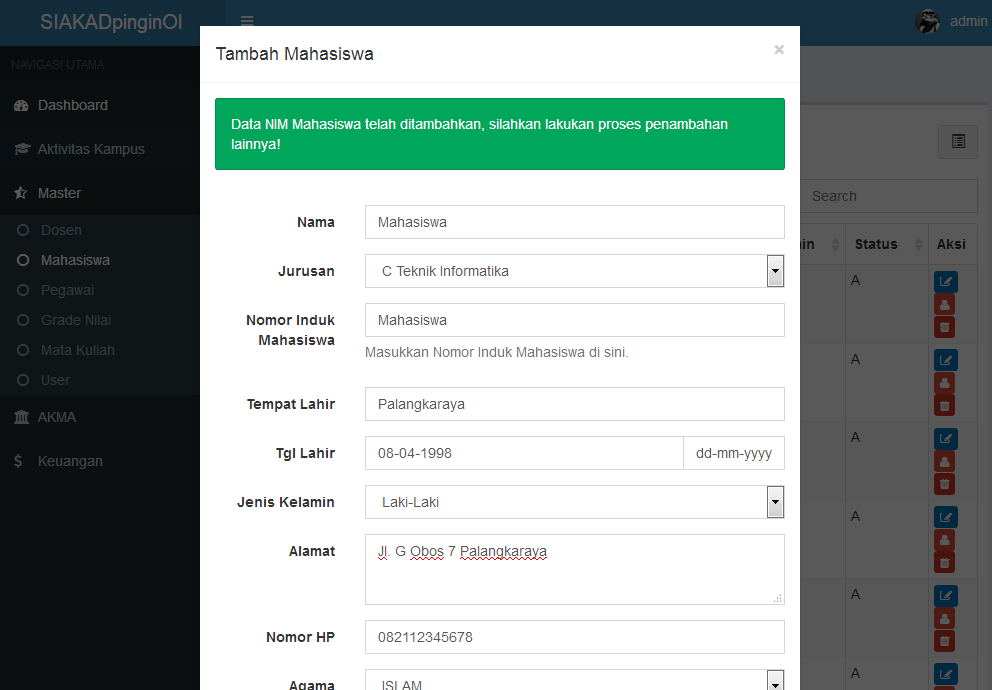 SIAKADpinginOl
admin
NAVIGASI UTAMA
Dashboard
Aktivitas Kampus
Master
Dosen
Mahasiswa
Pegawai
Grade Nilai
Mata Kuliah
User
AKMA
Keuangan
Tambah Mahasiswa
×
Data NIM Mahasiswa telah ditambahkan, silahkan lakukan proses penambahan
lainnya!
Nama
Mahasiswa
Jurusan
C Teknik Informatika
Nomor Induk
Mahasiswa
Mahasiswa
Masukkan Nomor Induk Mahasiswa di sini.
Tempat Lahir
Palangkaraya
Tgl Lahir
08-04-1998
dd-mm-yyyy
Jenis Kelamin
Laki-Laki
Alamat
Jl. G Obos 7 Palangkaraya
Nomor HP
082112345678
Agama
ISLAM
Search
Status
Aksi
A
A
A
A
A
A